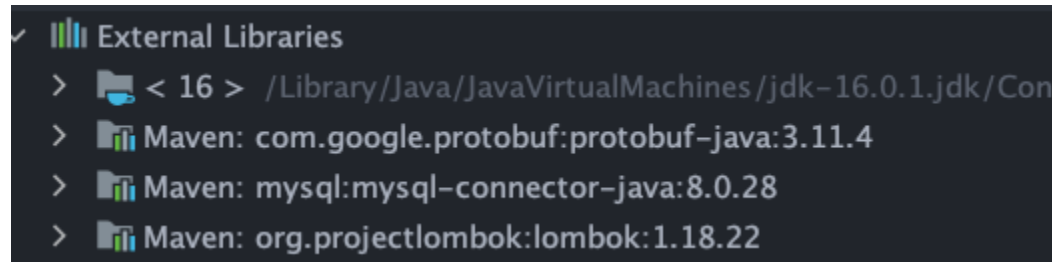 External Libraries
< 16 > /Library/Java/JavaVirtualMachines/jdk-16.0.1.jdk/Con
Maven: com.google.protobuf:protobuf-java:3.11.4
Maven: mysql:mysql-connector-java:8.0.28
Maven: org.projectlombok:lombok:1.18.22